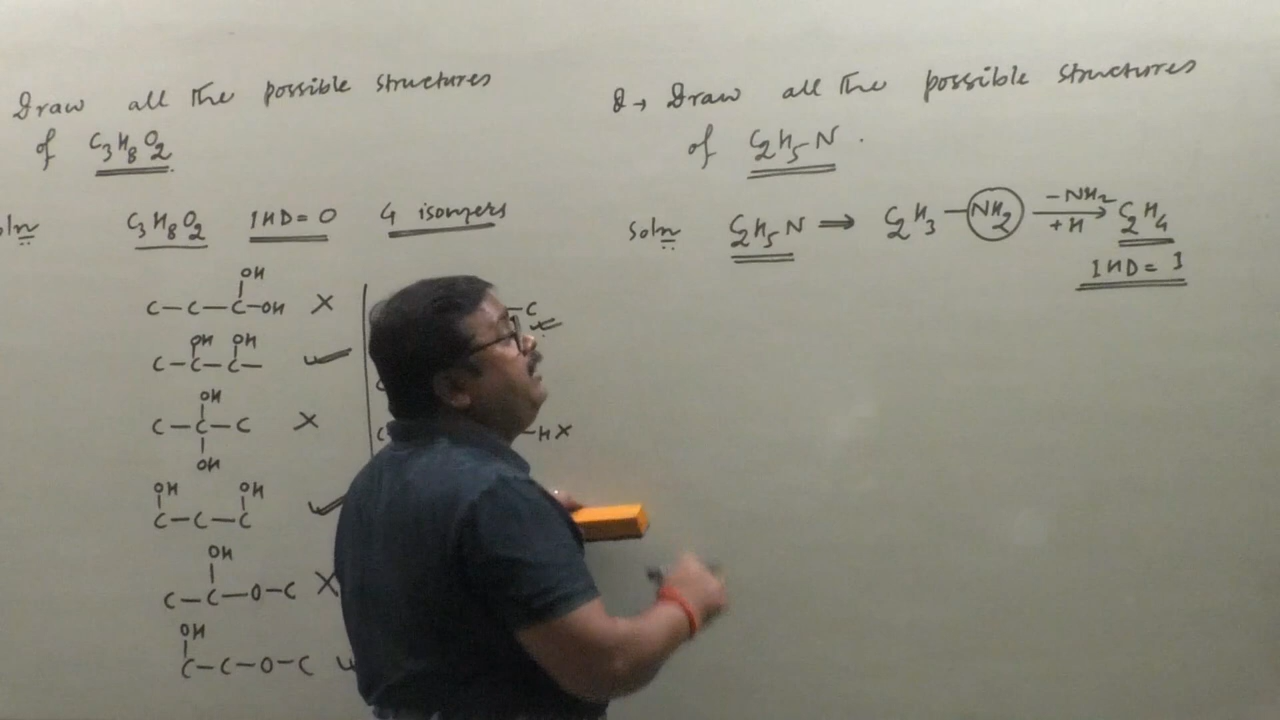 Draw all the possible structures
of C3H8O2
Soln C3H8O2 IHD = 0 4 isomers
OH
C-C-C-OH X
OH OH
C-C-C- ✓
OH
C-C-C X
OH
OH OH
C-C-C ✓
OH
C-C-O-C X
OH
C-C-O-C
-C ✓
C
C -H X
Q → Draw all the possible structures
of C2H5N.
Soln C2H5N ⇒ C2H3-NH2 -NH2 +H → C2H4
IHD = 1